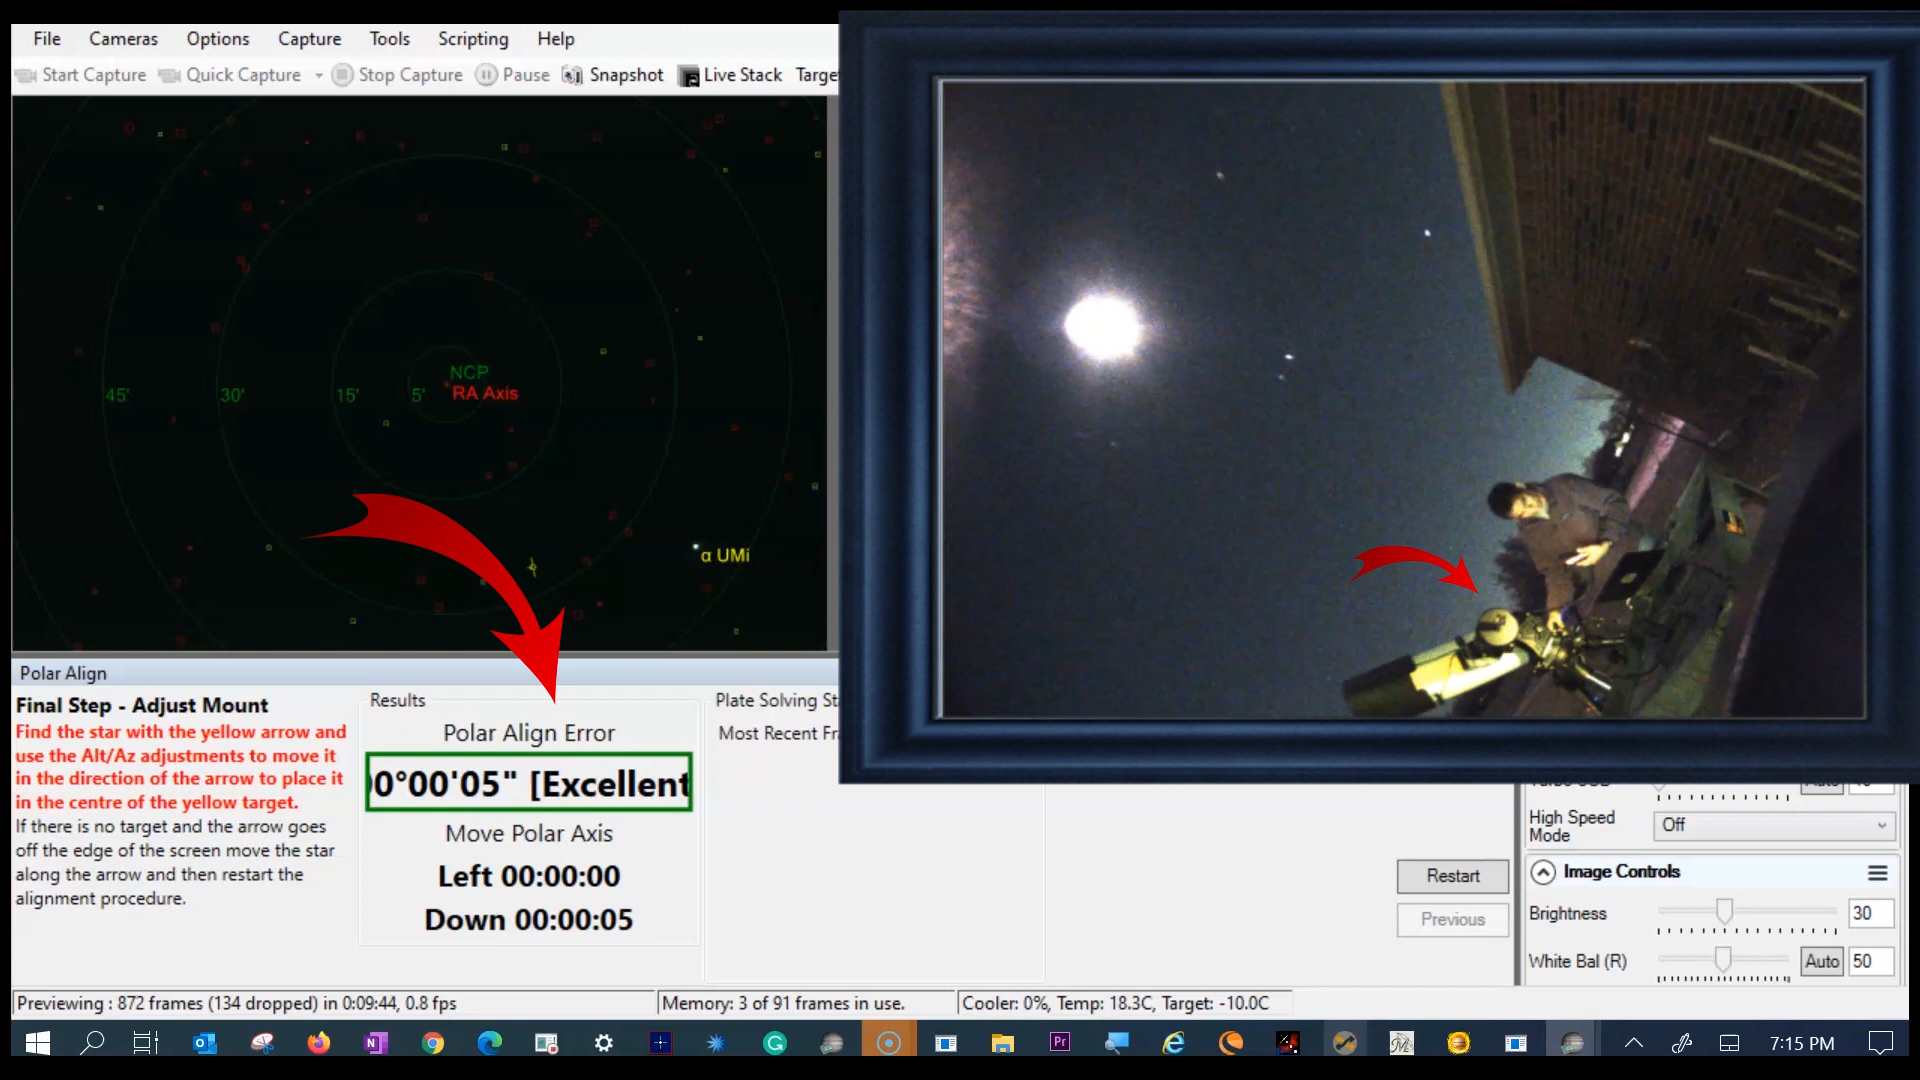 File Cameras Options Capture Tools Scripting Help
Start Capture Quick Capture Stop Capture Pause Snapshot Live Stack Targe
NCP
45' 30' 15' 5' RA Axis
α UMi
Polar Align
Final Step - Adjust Mount
Find the star with the yellow arrow and
use the Alt/Az adjustments to move it
in the direction of the arrow to place it
in the centre of the yellow target.
If there is no target and the arrow goes
off the edge of the screen move the star
along the arrow and then restart the
alignment procedure.
Results
Polar Align Error
00°00'05" [Excellent
Move Polar Axis
Left 00:00:00
Down 00:00:05
Plate Solving St
Most Recent Fr
Restart
Previous
High Speed
Mode
Off
Image Controls
Brightness 30
White Bal (R) Auto 50
Previewing : 872 frames (134 dropped) in 0:09:44, 0.8 fps
Memory: 3 of 91 frames in use.
Cooler: 0%, Temp: 18.3C, Target: -10.0C
Pr
7:15 PM